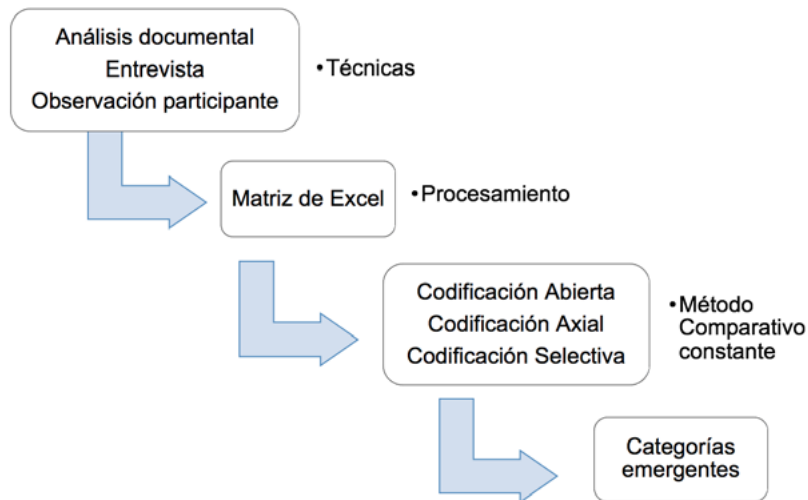 Análisis documental
Entrevista
Observación participante
•Técnicas
Matriz de Excel
•Procesamiento
Codificación Abierta
Codificación Axial
Codificación Selectiva
•Método
Comparativo
constante
Categorías
emergentes